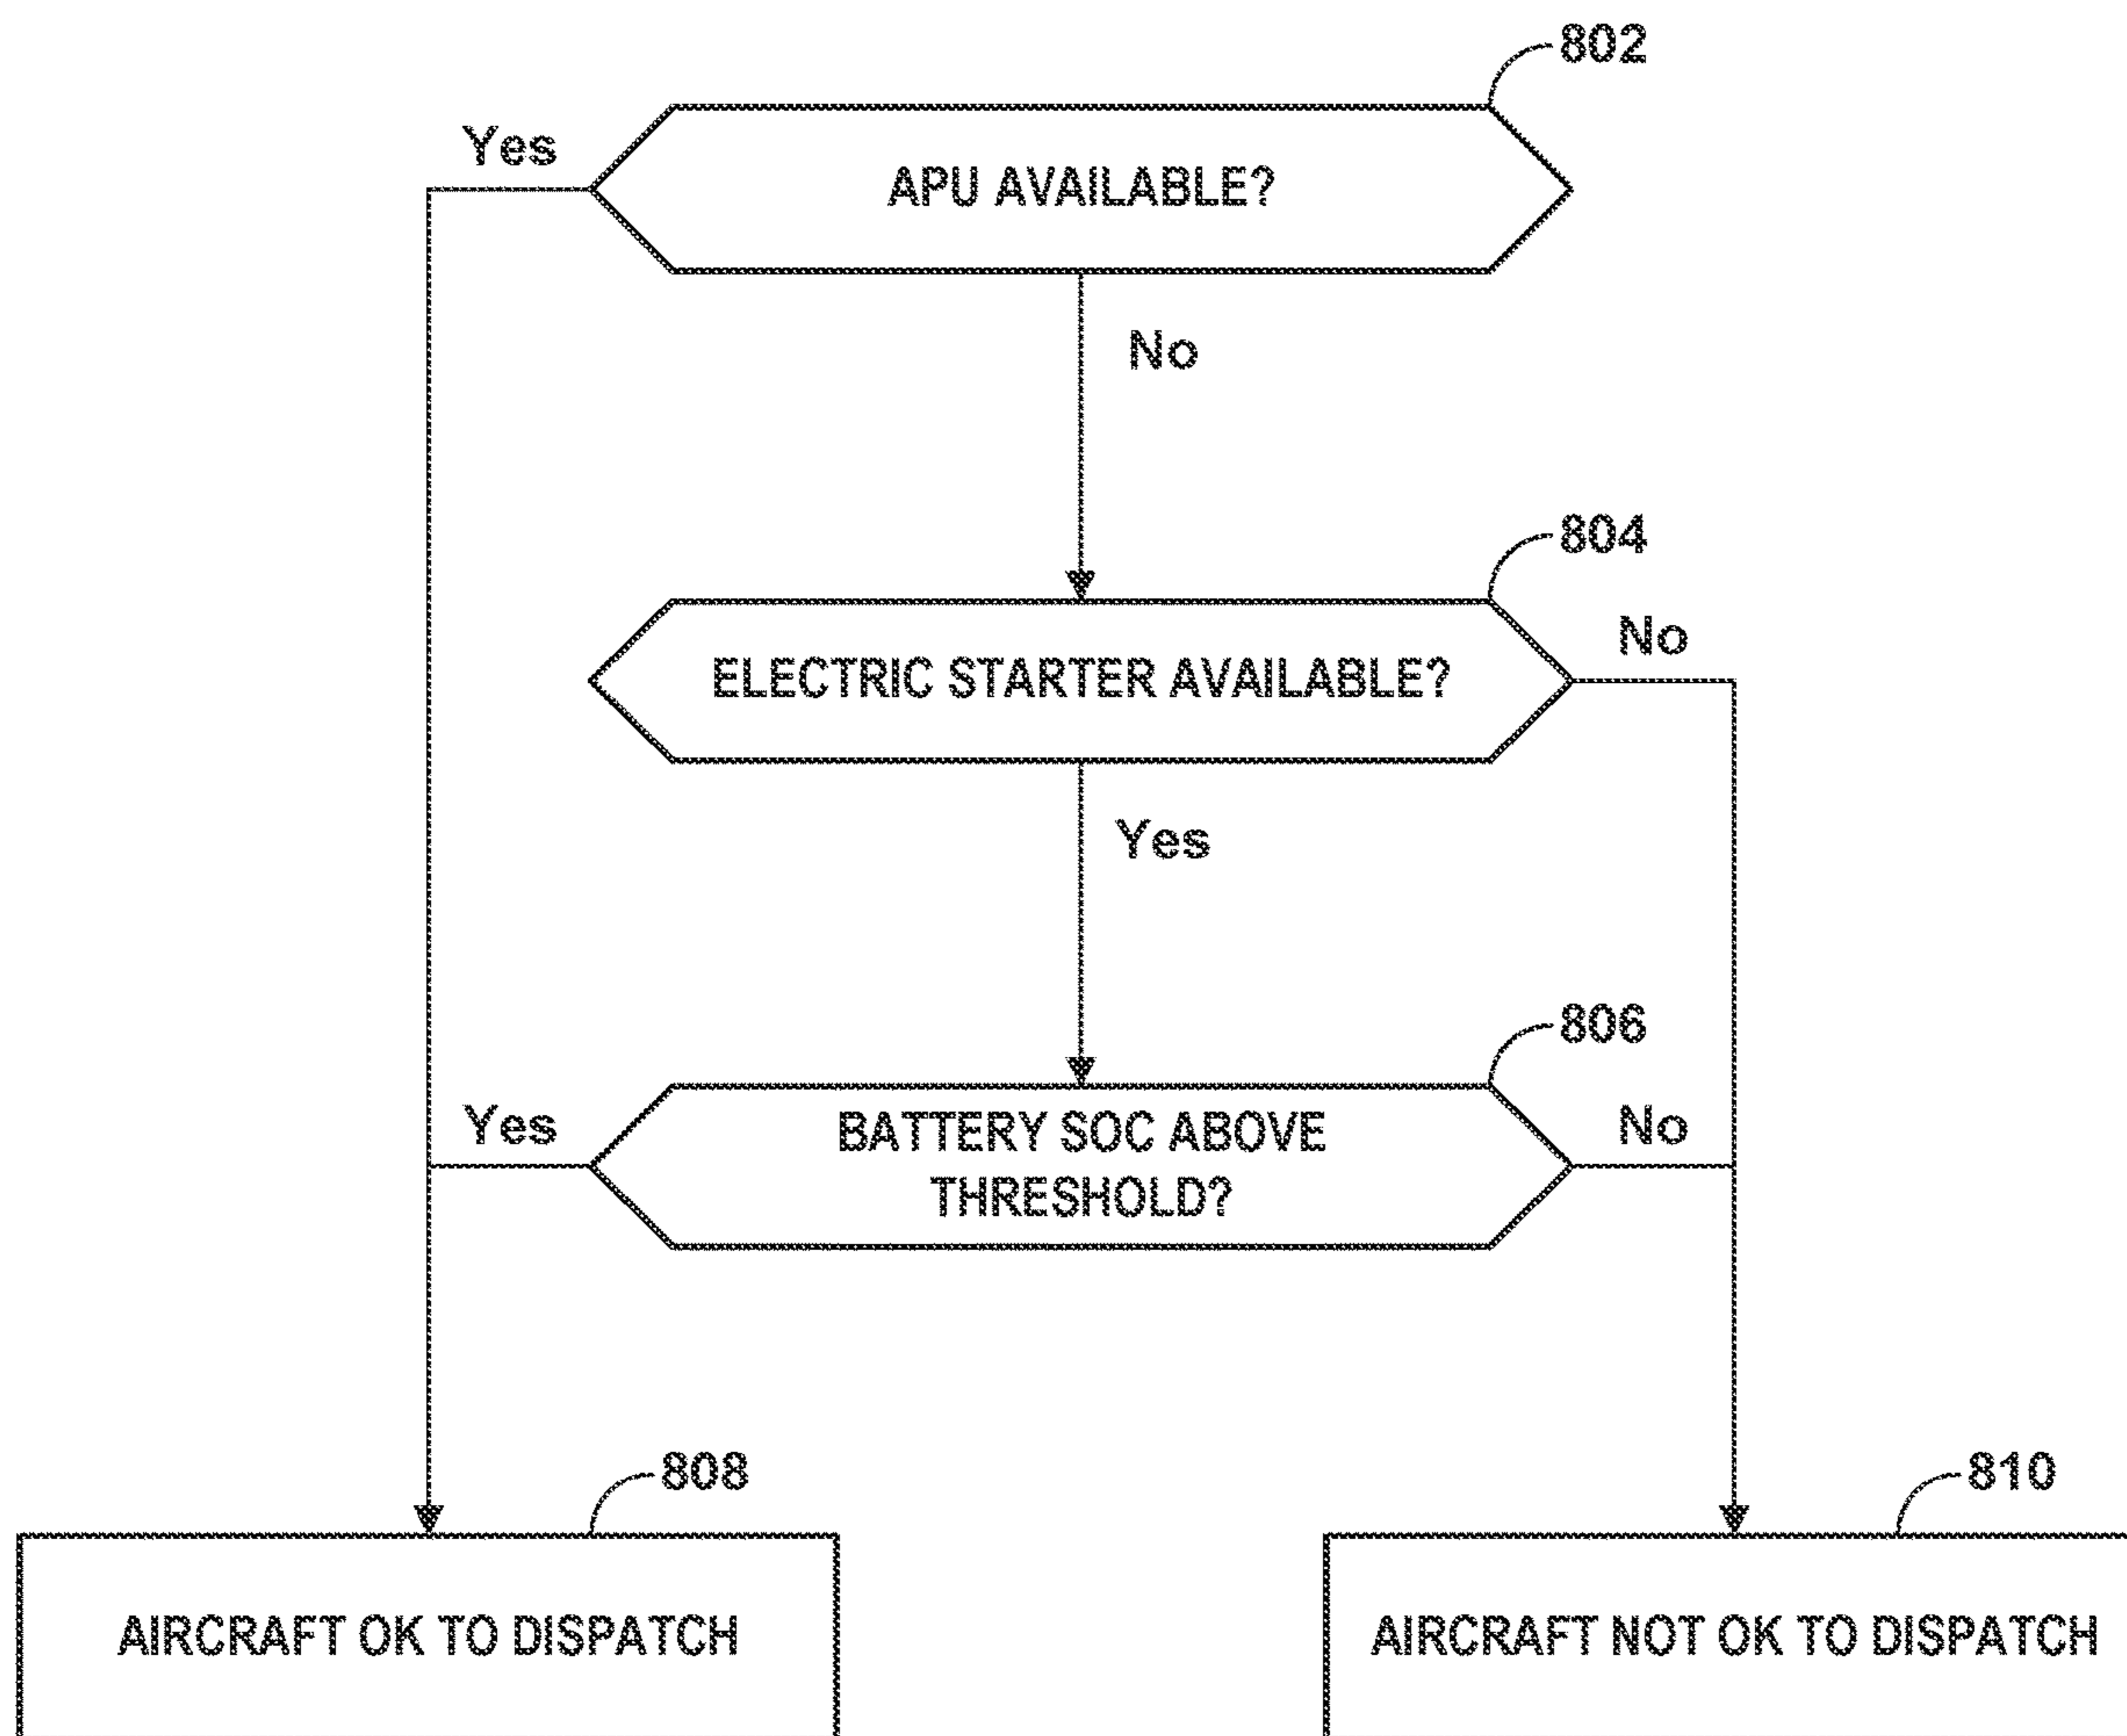 802
Yes
APU AVAILABLE?
No
804
No
ELECTRIC STARTER AVAILABLE?
Yes
806
Yes
BATTERY SOC ABOVE
THRESHOLD?
No
808
810
AIRCRAFT OK TO DISPATCH
AIRCRAFT NOT OK TO DISPATCH